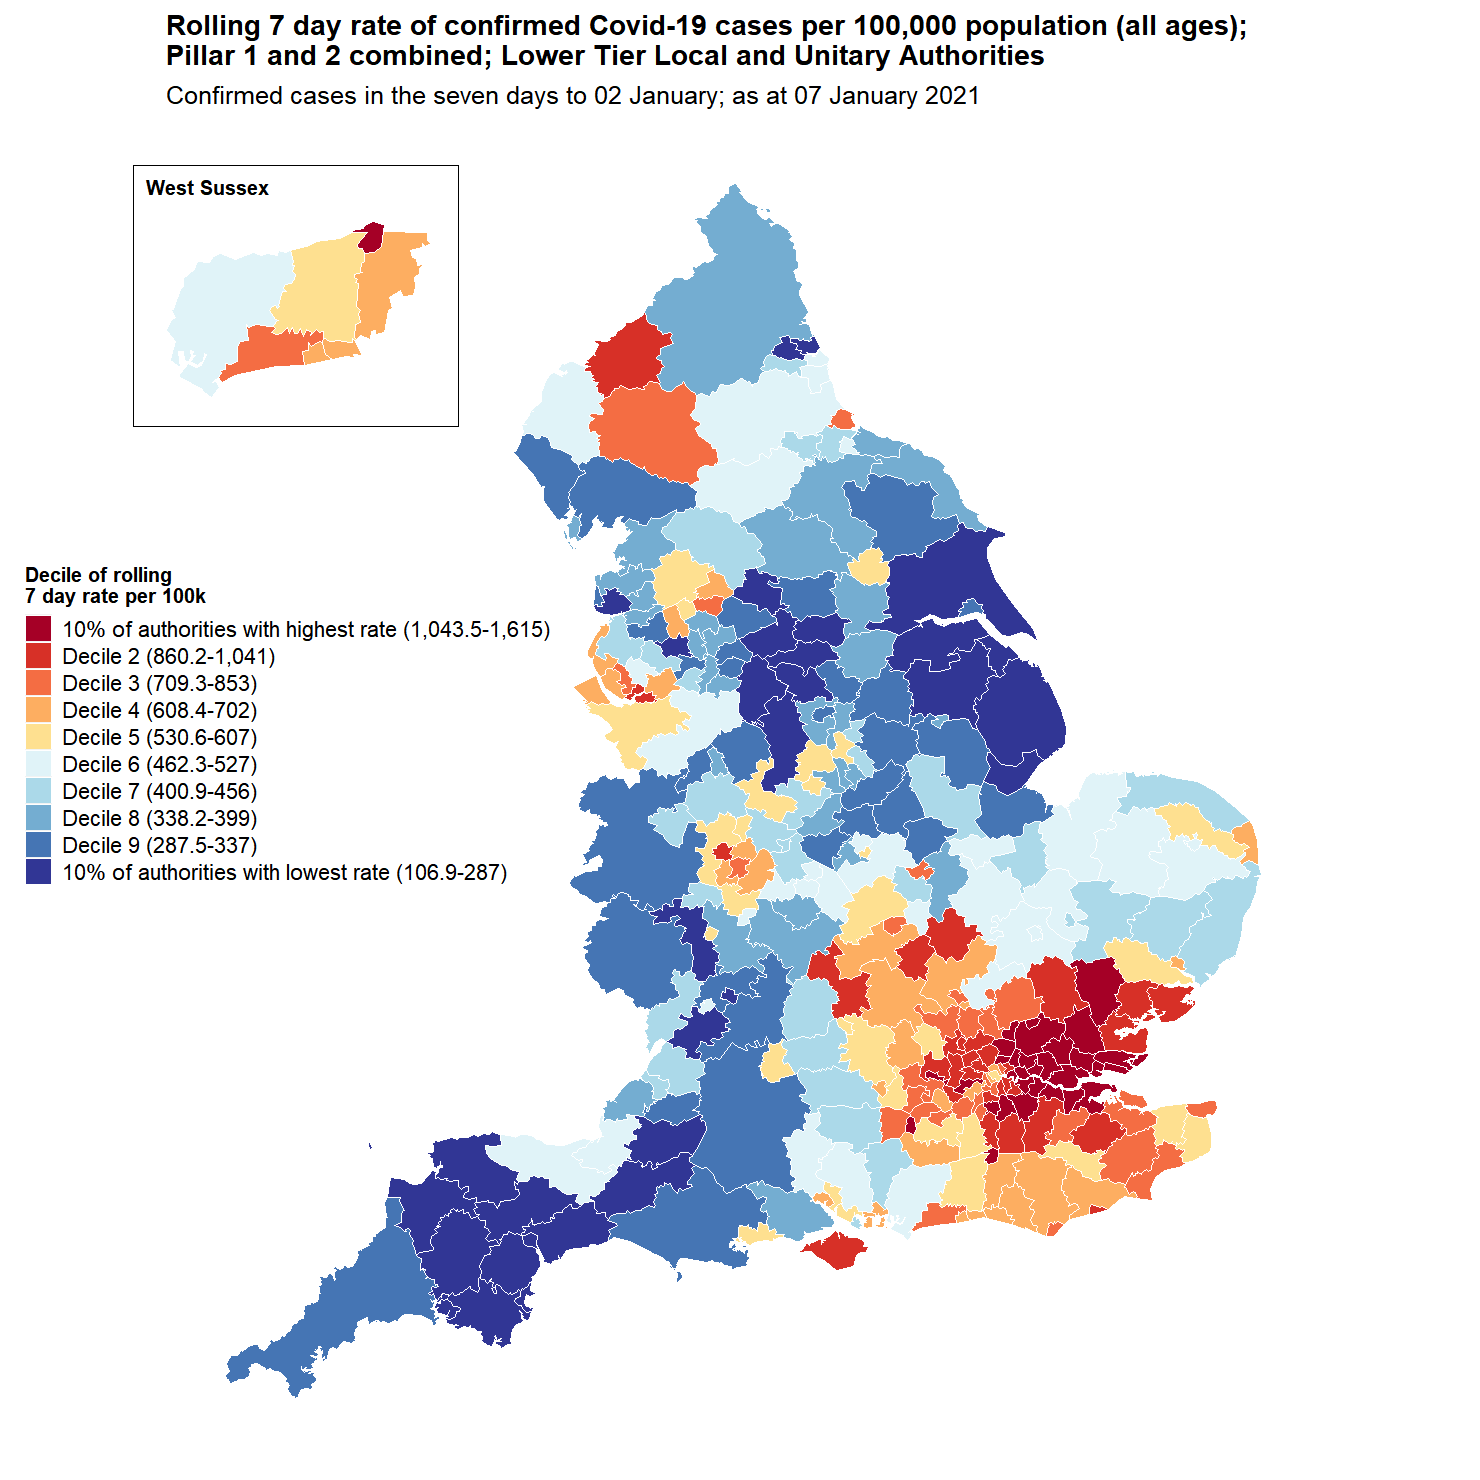 Rolling 7 day rate of confirmed Covid-19 cases per 100,000 population (all ages);
Pillar 1 and 2 combined; Lower Tier Local and Unitary Authorities
Confirmed cases in the seven days to 02 January; as at 07 January 2021
West Sussex
Decile of rolling
7 day rate per 100k
10% of authorities with highest rate (1,043.5-1,615)
Decile 2 (860.2-1,041)
Decile 3 (709.3-853)
Decile 4 (608.4-702)
Decile 5 (530.6-607)
Decile 6 (462.3-527)
Decile 7 (400.9-456)
Decile 8 (338.2-399)
Decile 9 (287.5-337)
10% of authorities with lowest rate (106.9-287)